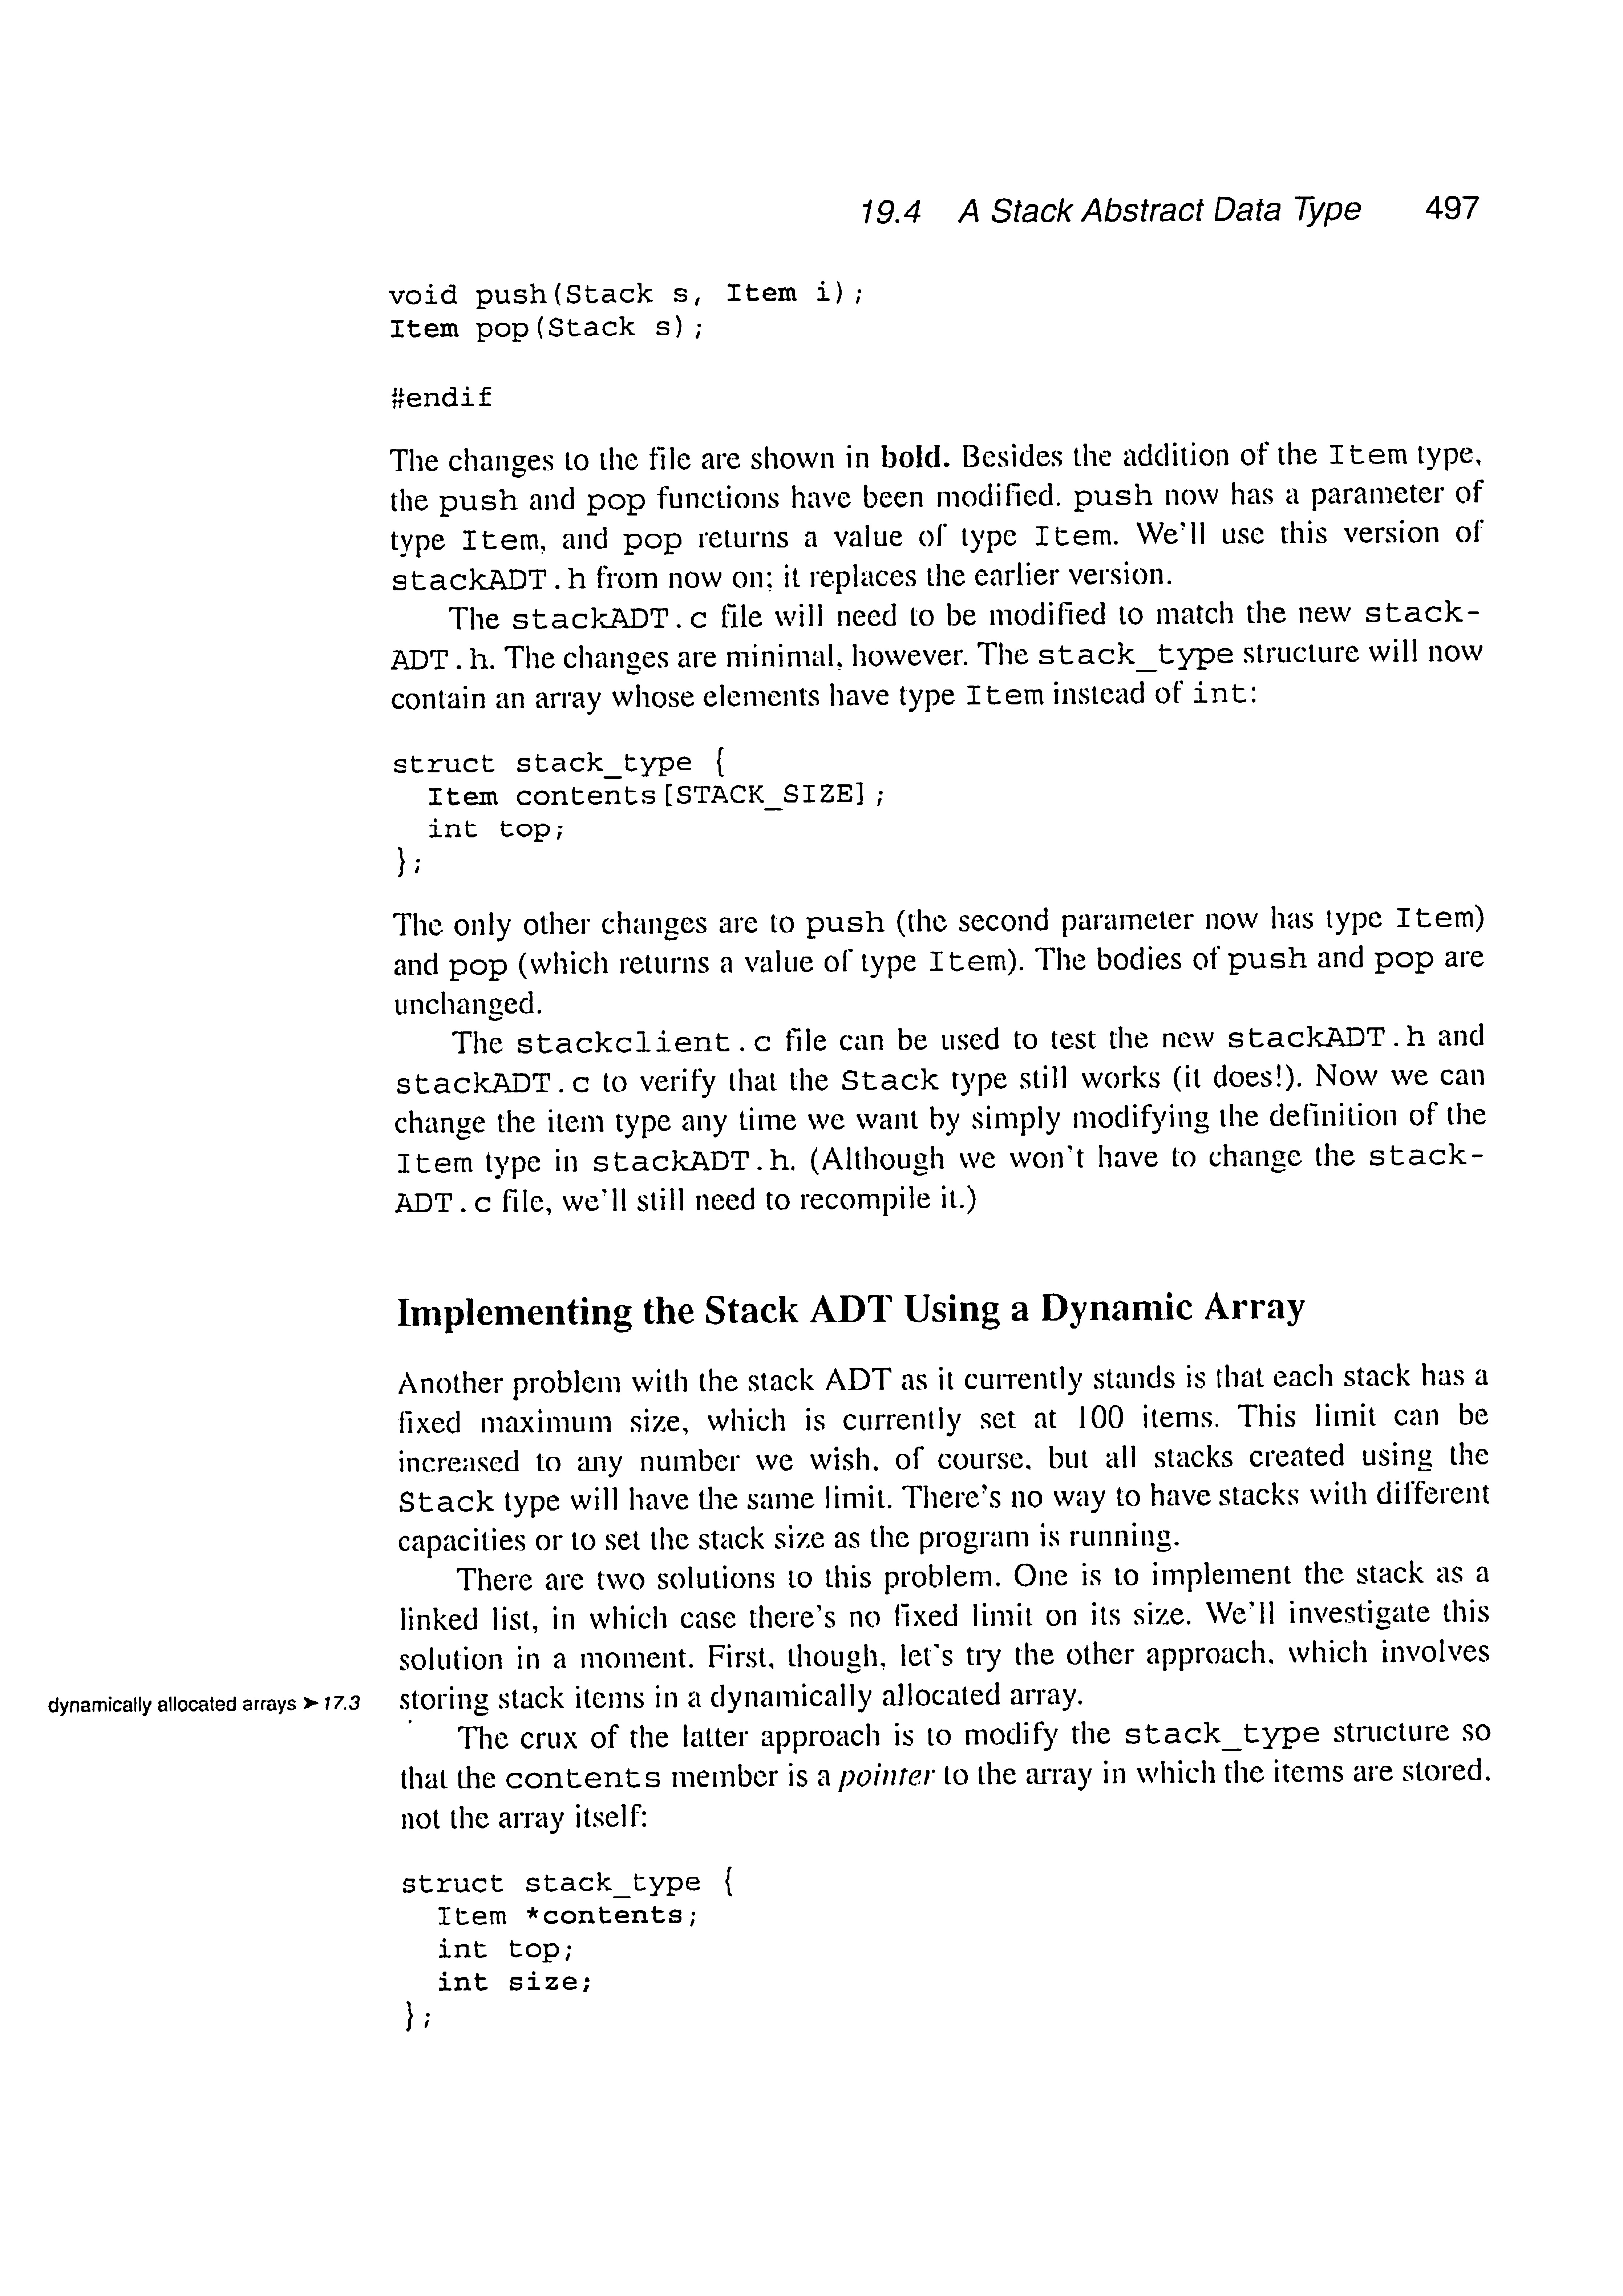 19.4 A Stack Abstract Data Type 497
void push(Stack s, Item i);
Item pop(Stack s);
#endif
The changes to the file are shown in bold. Besides the addition of the Item type,
the push and pop functions have been modified. push now has a parameter of
type Item, and pop returns a value of type Item. We'll use this version of
stackADT.h from now on; it replaces the earlier version.
The stackADT.c file will need to be modified to match the new stack-
ADT.h. The changes are minimal, however. The stack_type structure will now
contain an array whose elements have type Item instead of int:
struct stack_type {
Item contents[STACK_SIZE];
int top;
};
The only other changes are to push (the second parameter now has type Item)
and pop (which returns a value of type Item). The bodies of push and pop are
unchanged.
The stackclient.c file can be used to test the new stackADT.h and
stackADT.c to verify that the Stack type still works (it does!). Now we can
change the item type any time we want by simply modifying the definition of the
Item type in stackADT.h. (Although we won't have to change the stack-
ADT.c file, we'll still need to recompile it.)
Implementing the Stack ADT Using a Dynamic Array
Another problem with the stack ADT as it currently stands is that each stack has a
fixed maximum size, which is currently set at 100 items. This limit can be
increased to any number we wish, of course, but all stacks created using the
Stack type will have the same limit. There's no way to have stacks with different
capacities or to set the stack size as the program is running.
There are two solutions to this problem. One is to implement the stack as a
linked list, in which case there's no fixed limit on its size. We'll investigate this
solution in a moment. First, though, let's try the other approach, which involves
dynamically allocated arrays ➤ 17.3 storing stack items in a dynamically allocated array.
The crux of the latter approach is to modify the stack_type structure so
that the contents member is a pointer to the array in which the items are stored,
not the array itself:
struct stack_type {
Item *contents;
int top;
int size;
};